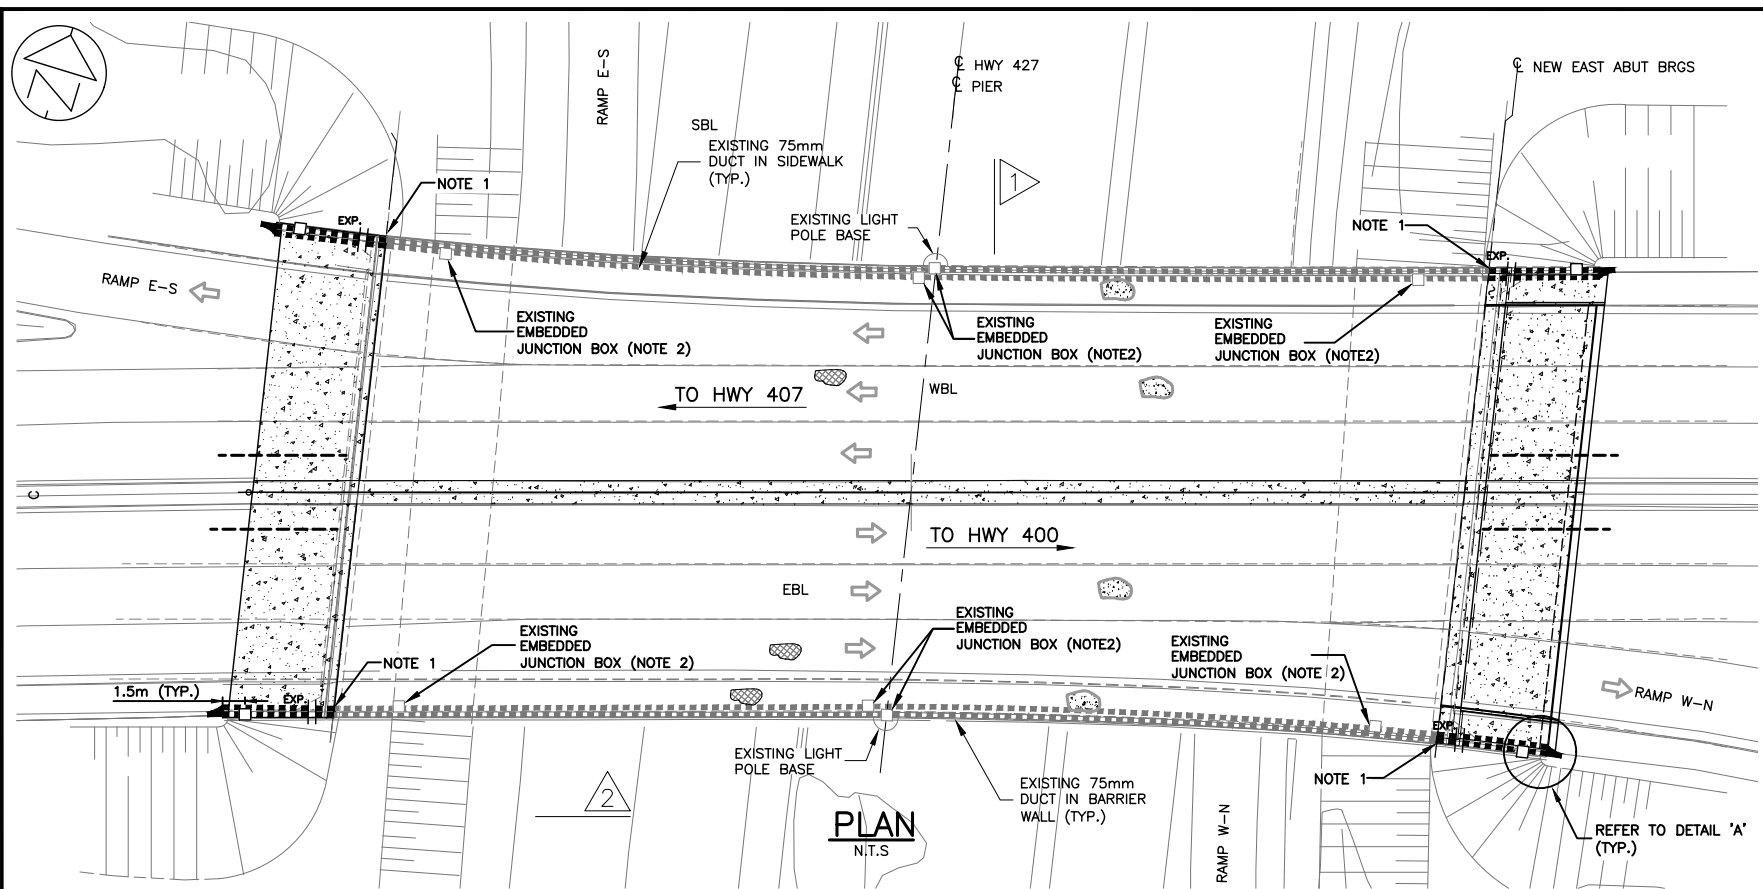 RAMP E-S
℄ HWY 427
℄ PIER
℄ NEW EAST ABUT BRGS
SBL
EXISTING 75mm
DUCT IN SIDEWALK
(TYP.)
NOTE 1
1
EXP.
EXISTING LIGHT
POLE BASE
NOTE 1
EXP.
RAMP E-S
EXISTING
EMBEDDED
JUNCTION BOX (NOTE 2)
EXISTING
EMBEDDED
JUNCTION BOX (NOTE2)
EXISTING
EMBEDDED
JUNCTION BOX (NOTE2)
TO HWY 407
WBL
TO HWY 400
EBL
EXISTING
EMBEDDED
JUNCTION BOX (NOTE 2)
EXISTING
EMBEDDED
JUNCTION BOX (NOTE2)
EXISTING
EMBEDDED
JUNCTION BOX (NOTE 2)
NOTE 1
1.5m (TYP.)
EXP.
RAMP W-N
EXP.
EXISTING LIGHT
POLE BASE
EXISTING 75mm
DUCT IN BARRIER
WALL (TYP.)
NOTE 1
2
PLAN
N.T.S
RAMP W-N
REFER TO DETAIL 'A'
(TYP.)